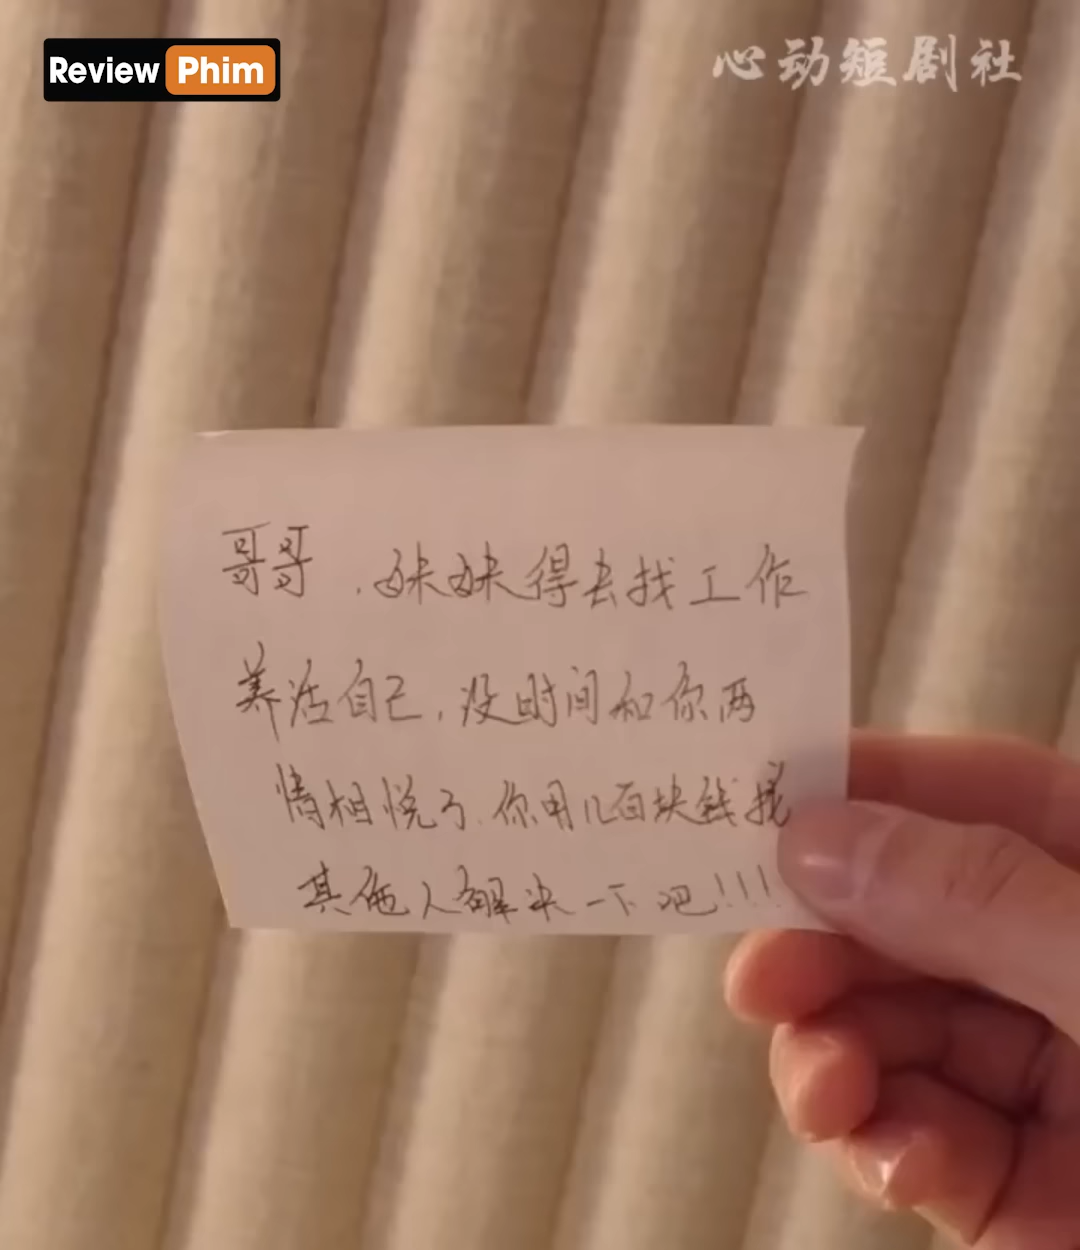 Review Phim
心动短剧社
哥哥,妹妹得去找工作
养活自己,没时间和你两
情相悦了.你用几百块钱找
其他人解决一下吧!!!